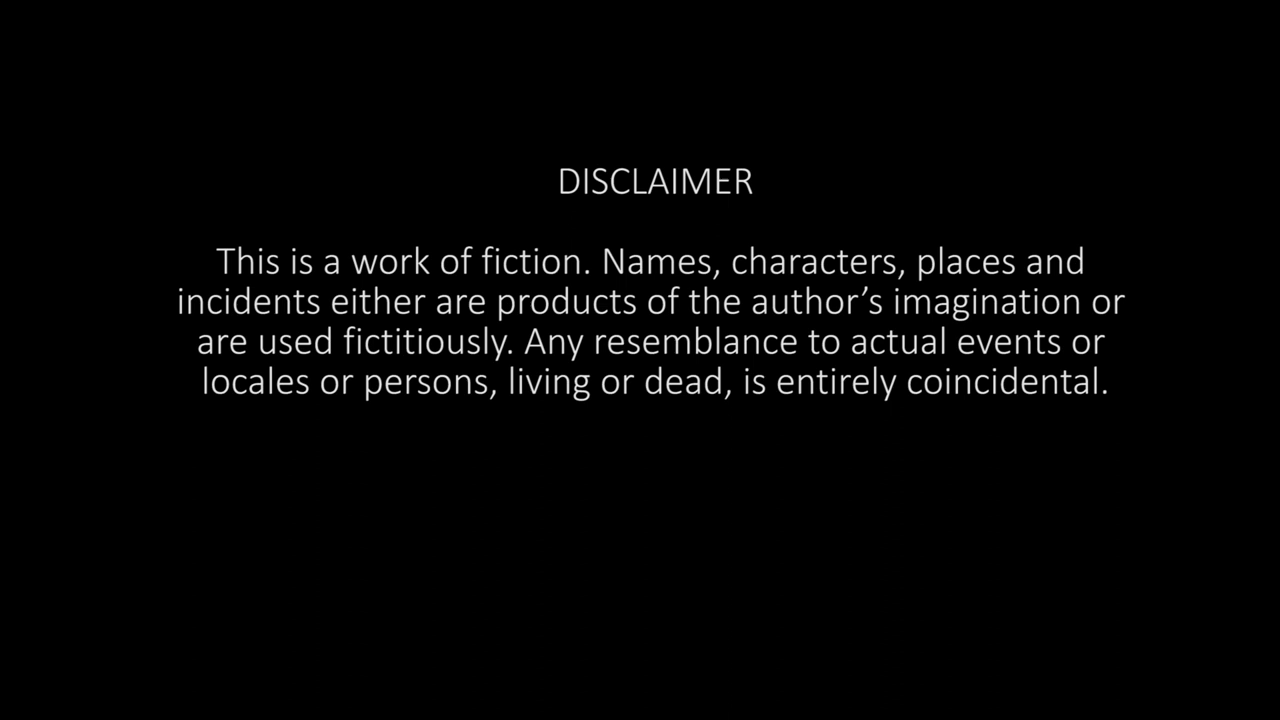 DISCLAIMER
This is a work of fiction. Names, characters, places and
incidents either are products of the author’s imagination or
are used fictitiously. Any resemblance to actual events or
locales or persons, living or dead, is entirely coincidental.